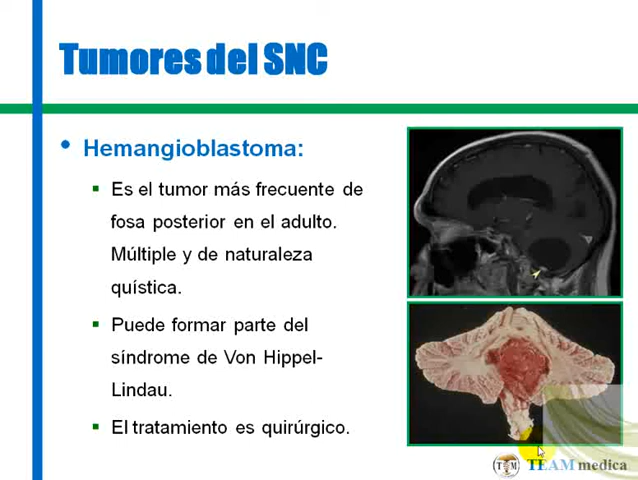 Tumores del SNC
• Hemangioblastoma:
▪ Es el tumor más frecuente de
fosa posterior en el adulto.
Múltiple y de naturaleza
quística.
▪ Puede formar parte del
síndrome de Von Hippel-
Lindau.
▪ El tratamiento es quirúrgico.
TEAM medica